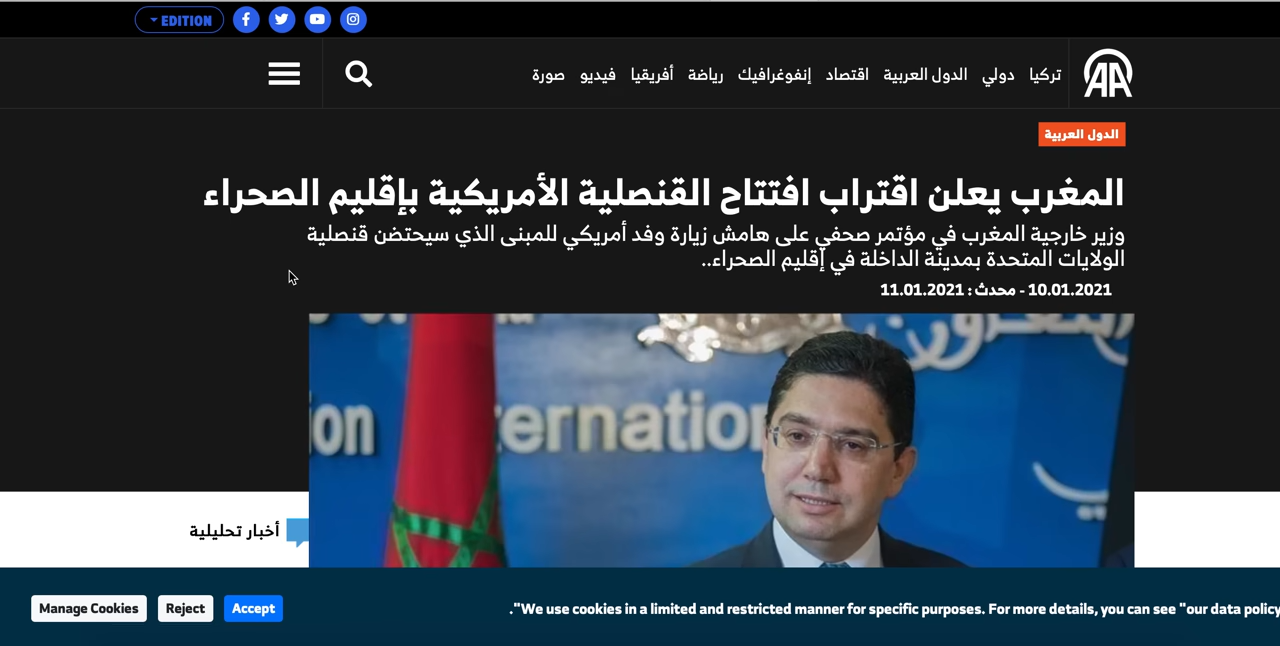 EDITION
AA
تركيا دولي الدول العربية اقتصاد إنفوغرافيك رياضة أفريقيا فيديو صورة
الدول العربية
المغرب يعلن اقتراب افتتاح القنصلية الأمريكية بإقليم الصحراء
وزير خارجية المغرب في مؤتمر صحفي على هامش زيارة وفد أمريكي للمبنى الذي سيحتضن قنصلية
الولايات المتحدة بمدينة الداخلة في إقليم الصحراء..
10.01.2021 - محدث : 11.01.2021
ion ternation
أخبار تحليلية
Manage Cookies Reject Accept
We use cookies in a limited and restricted manner for specific purposes. For more details, you can see "our data policy".